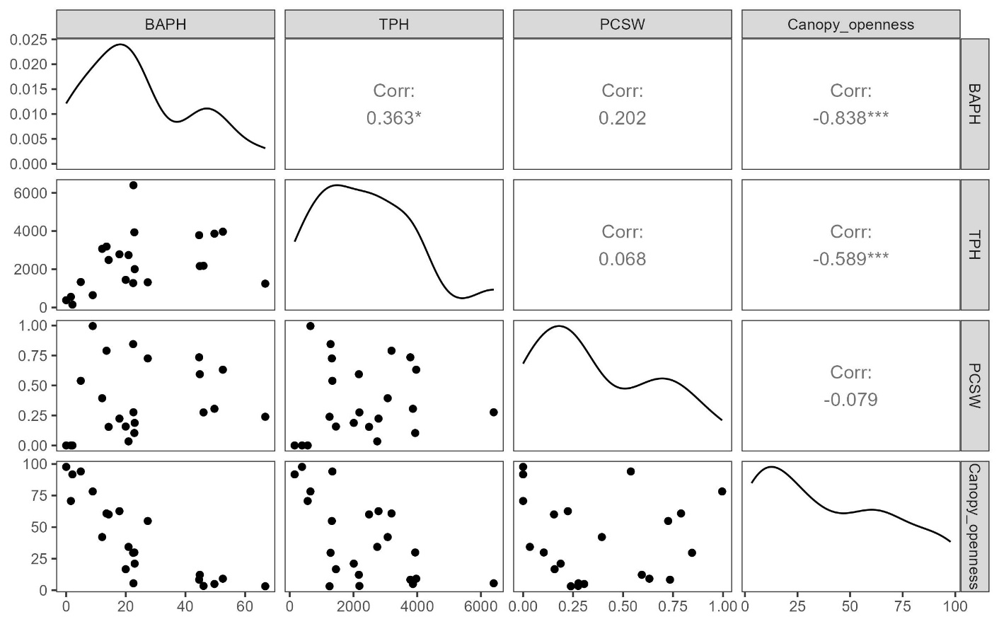 BAPH TPH PCSW Canopy_openness
0.025
0.020
0.015
0.010
0.005
0.000
Corr:
0.363*
Corr:
0.202
Corr:
-0.838***
BAPH
6000
4000
2000
0
Corr:
0.068
Corr:
-0.589***
TPH
1.00
0.75
0.50
0.25
0.00
Corr:
-0.079
PCSW
100
75
50
25
0
Canopy_openness
0 20 40 60 0 2000 4000 6000 0.00 0.25 0.50 0.75 1.00 0 25 50 75 100